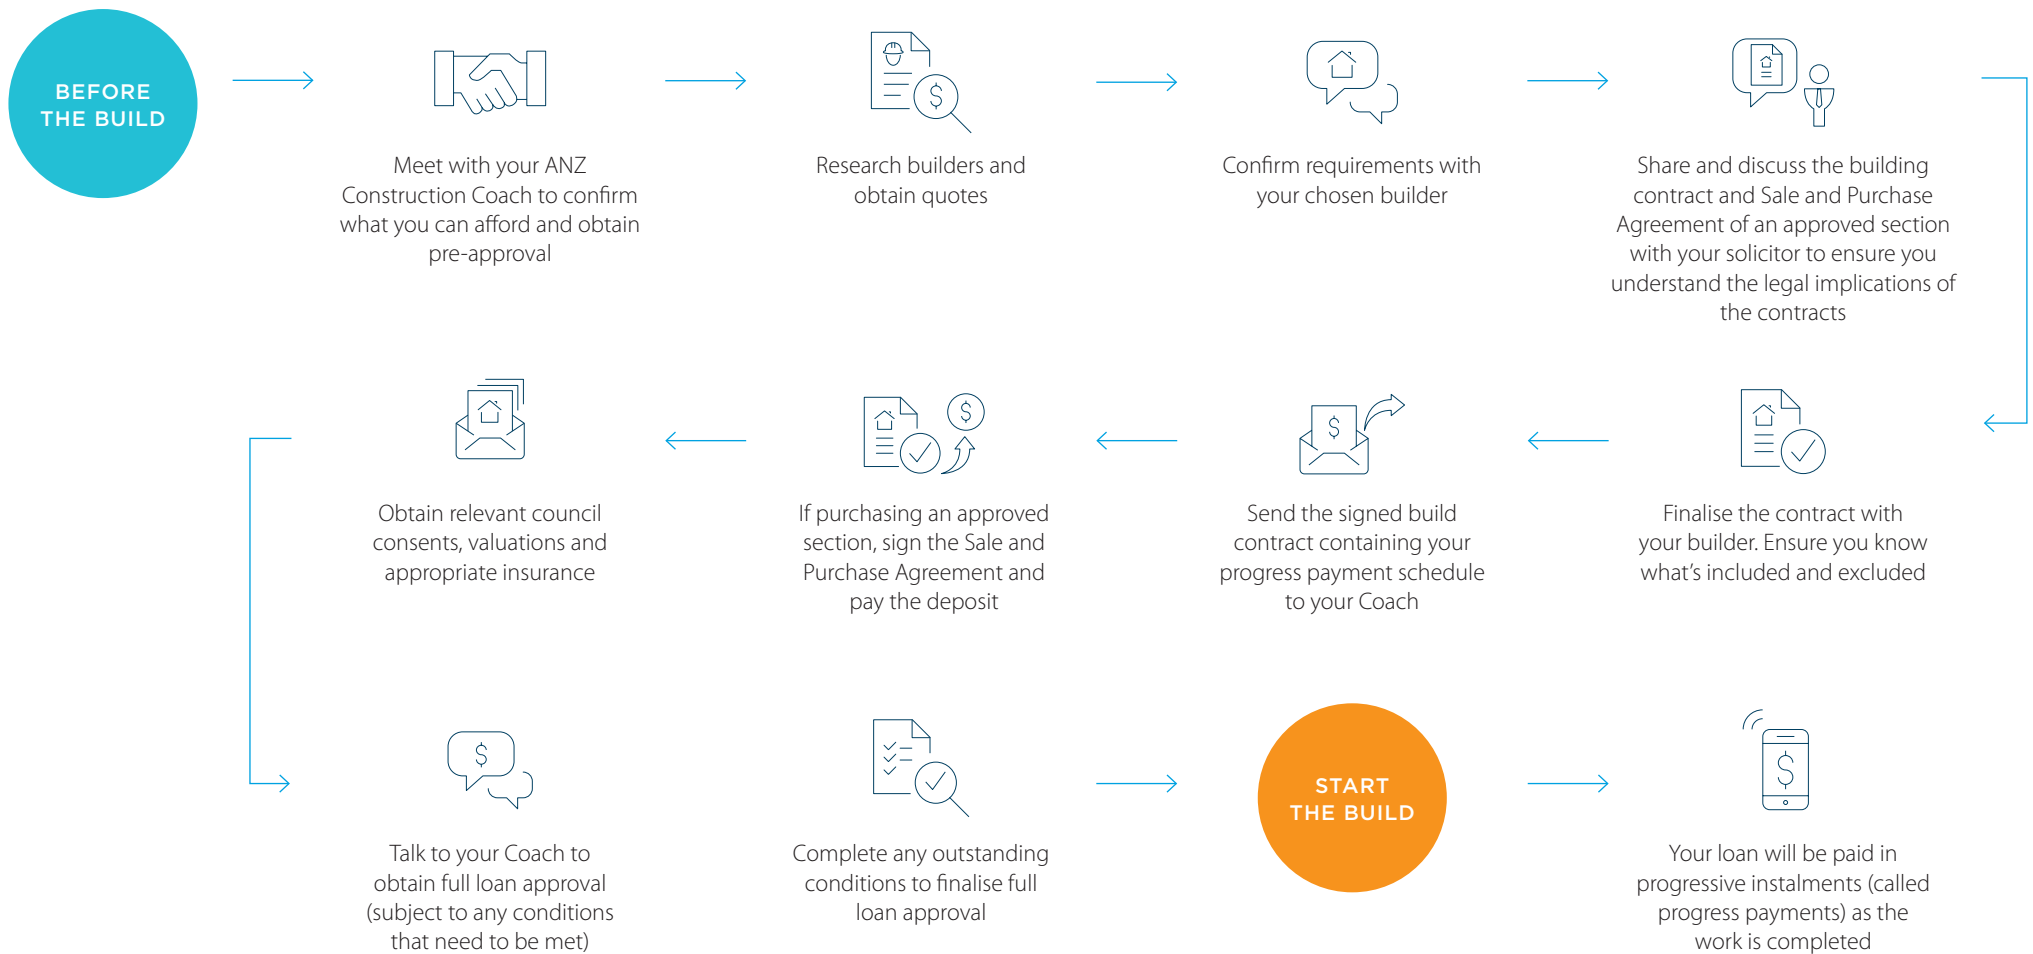 BEFORE
THE BUILD
Meet with your ANZ
Construction Coach to confirm
what you can afford and obtain
pre-approval
Research builders and
obtain quotes
Confirm requirements with
your chosen builder
Share and discuss the building
contract and Sale and Purchase
Agreement of an approved section
with your solicitor to ensure you
understand the legal implications of
the contracts
Finalise the contract with
your builder. Ensure you know
what's included and excluded
$
Send the signed build
contract containing your
progress payment schedule
to your Coach
$
If purchasing an approved
section, sign the Sale and
Purchase Agreement and
pay the deposit
Obtain relevant council
consents, valuations and
appropriate insurance
$
Talk to your Coach to
obtain full loan approval
(subject to any conditions
that need to be met)
Complete any outstanding
conditions to finalise full
loan approval
START
THE BUILD
$
Your loan will be paid in
progressive instalments (called
progress payments) as the
work is completed